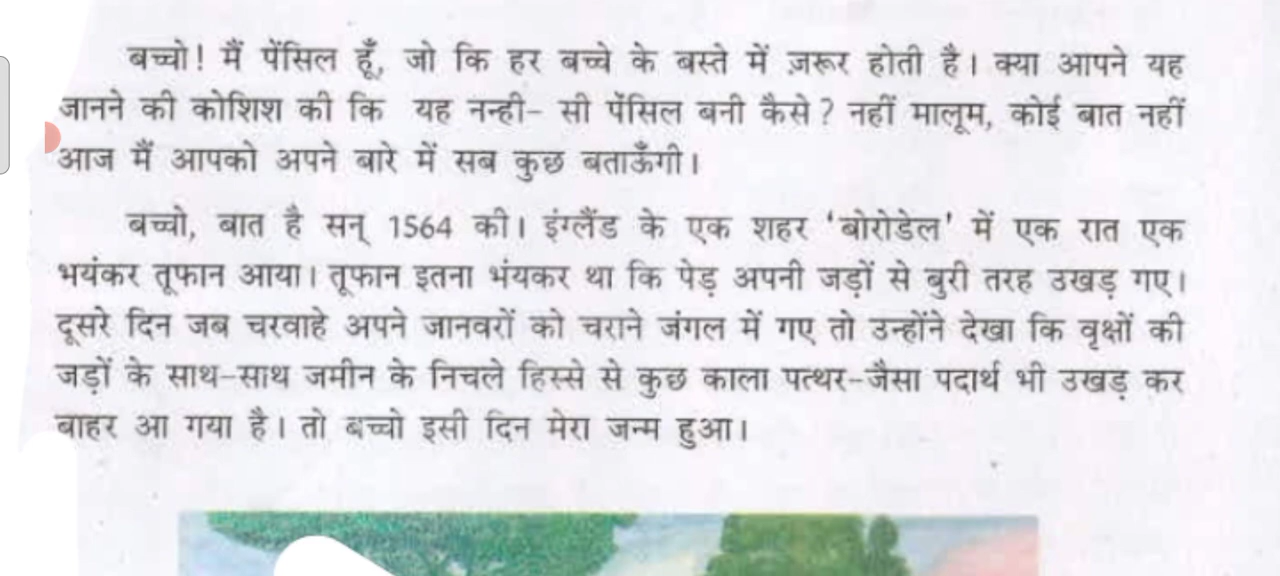 बच्चो! मैं पेंसिल हूँ, जो कि हर बच्चे के बस्ते में ज़रूर होती है। क्या आपने यह
जानने की कोशिश की कि यह नन्ही- सी पेंसिल बनी कैसे? नहीं मालूम, कोई बात नहीं
आज मैं आपको अपने बारे में सब कुछ बताऊँगी।
बच्चो, बात है सन् 1564 की। इंग्लैंड के एक शहर ‘बोरोडेल’ में एक रात एक
भयंकर तूफान आया। तूफान इतना भंयकर था कि पेड़ अपनी जड़ों से बुरी तरह उखड़ गए।
दूसरे दिन जब चरवाहे अपने जानवरों को चराने जंगल में गए तो उन्होंने देखा कि वृक्षों की
जड़ों के साथ-साथ जमीन के निचले हिस्से से कुछ काला पत्थर-जैसा पदार्थ भी उखड़ कर
बाहर आ गया है। तो बच्चो इसी दिन मेरा जन्म हुआ।